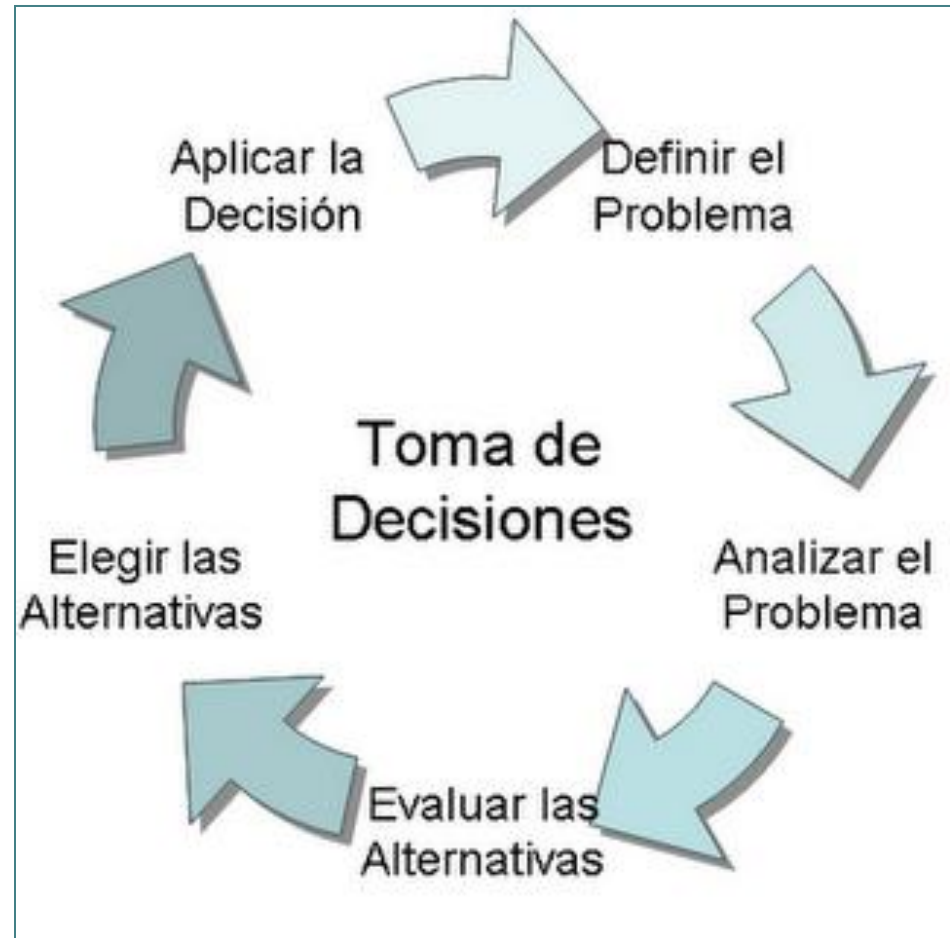 Aplicar la
Decisión
Definir el
Problema
Analizar el
Problema
Evaluar las
Alternativas
Elegir las
Alternativas
Toma de
Decisiones